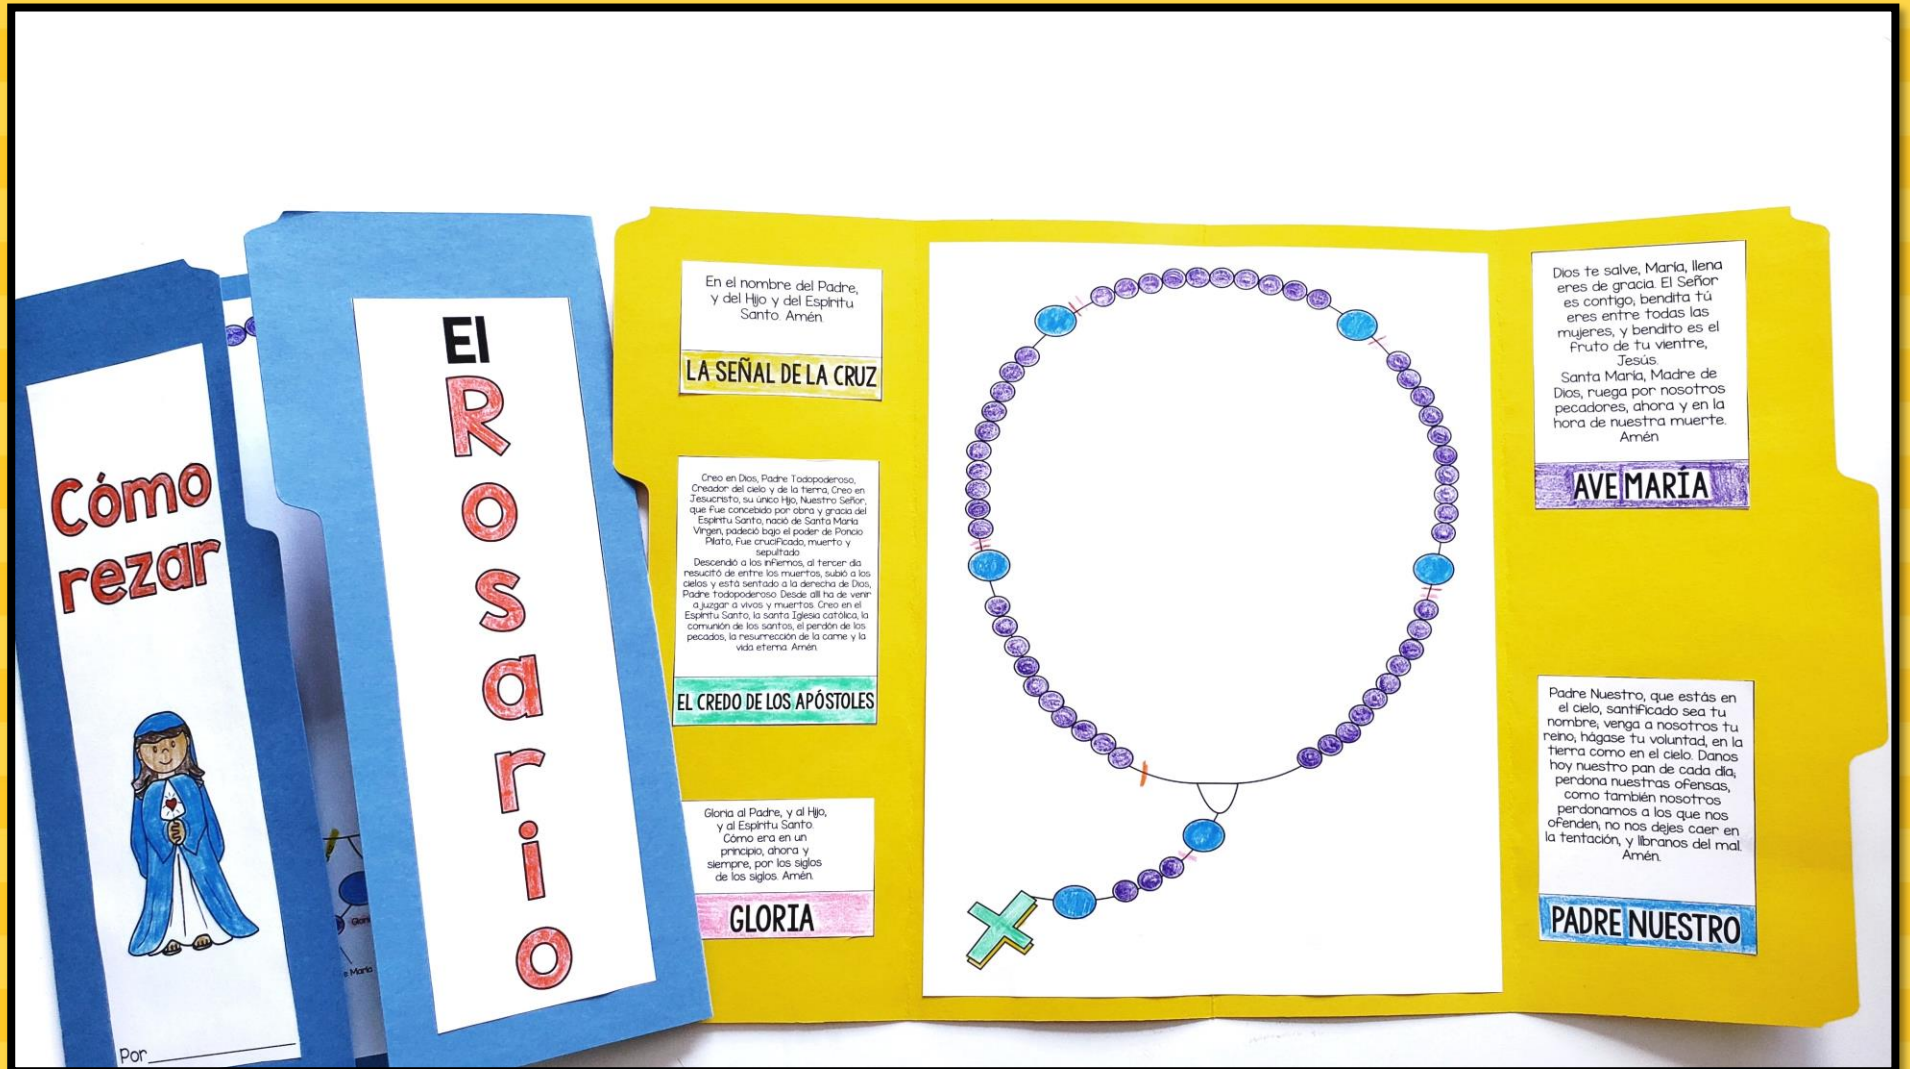 Cómo
rezar
Por
El
Rosario
En el nombre del Padre,
y del Hijo y del Espíritu
Santo. Amén.
LA SEÑAL DE LA CRUZ
Creo en Dios, Padre Todopoderoso,
Creador del cielo y de la tierra, Creo en
Jesucristo, su único Hijo, Nuestro Señor,
que fue concebido por obra y gracia del
Espíritu Santo, nació de Santa María
Virgen, padeció bajo el poder de Poncio
Pilato, fue crucificado, muerto y
sepultado
Descendió a los infiernos, al tercer día
resucitó de entre los muertos, subió a los
cielos y está sentado a la derecha de Dios,
Padre todopoderoso. Desde allí ha de venir
a juzgar a vivos y muertos. Creo en el
Espíritu Santo, la santa Iglesia católica, la
comunión de los santos, el perdón de los
pecados, la resurrección de la carne y la
vida eterna. Amén.
EL CREDO DE LOS APÓSTOLES
Gloria al Padre, y al Hijo,
y al Espíritu Santo.
Cómo era en un
principio, ahora y
siempre, por los siglos
de los siglos. Amén.
GLORIA
Dios te salve, María, llena
eres de gracia. El Señor
es contigo; bendita tú
eres entre todas las
mujeres, y bendito es el
fruto de tu vientre,
Jesús.
Santa María, Madre de
Dios, ruega por nosotros
pecadores, ahora y en la
hora de nuestra muerte.
Amén
AVE MARÍA
Padre Nuestro, que estás en
el cielo, santificado sea tu
nombre; venga a nosotros tu
reino; hágase tu voluntad, en la
tierra como en el cielo. Danos
hoy nuestro pan de cada día;
perdona nuestras ofensas,
como también nosotros
perdonamos a los que nos
ofenden; no nos dejes caer en
la tentación, y líbranos del mal.
Amén.
PADRE NUESTRO